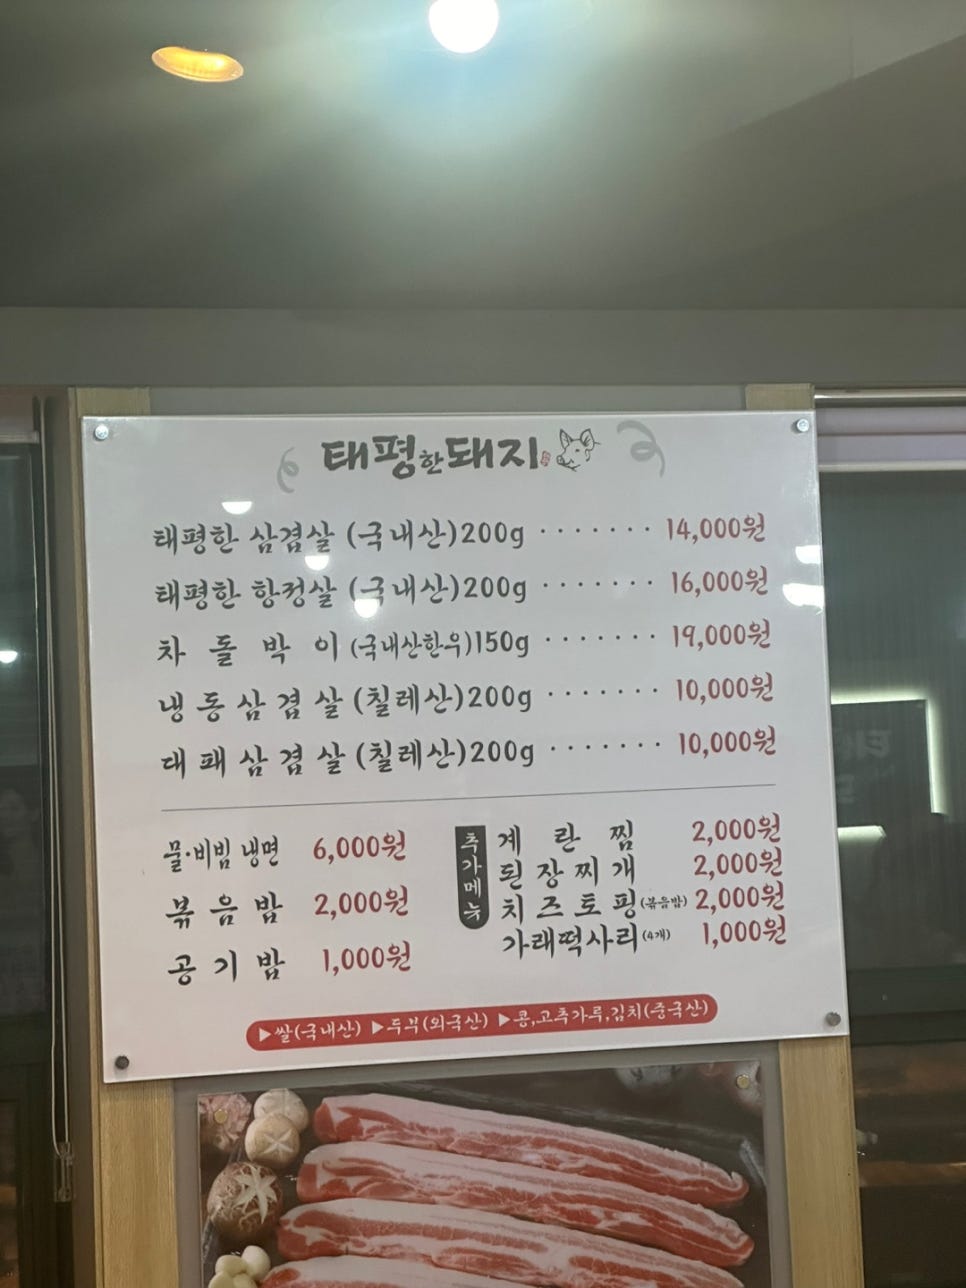 태평한돼지
태평한 삼겹살 (국내산)200g ······· 14,000원
태평한 항정살 (국내산)200g ······· 16,000원
차돌박이 (국내산한우)150g ······· 19,000원
냉동삼겹살 (칠레산)200g ······· 10,000원
대패삼겹살 (칠레산)200g ······· 10,000원
물·비빔 냉면 6,000원
볶음밥 2,000원
공기밥 1,000원
추가메뉴
계란찜 2,000원
된장찌개 2,000원
치즈토핑(볶음밥) 2,000원
가래떡사리(4개) 1,000원
▶쌀(국내산) ▶두부(외국산) ▶콩,고추가루,김치(중국산)